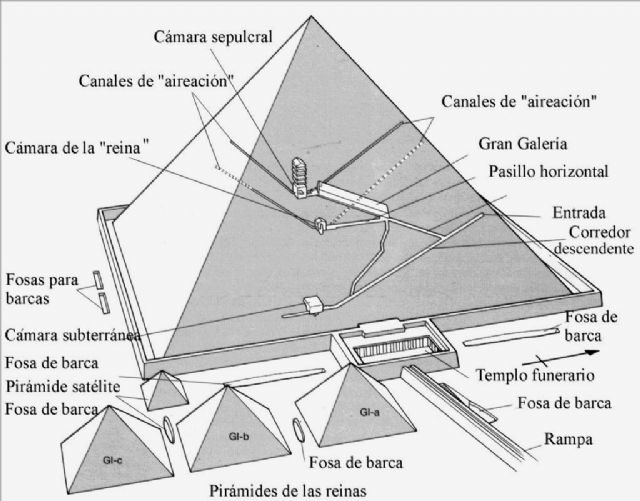 Cámara sepulcral
Canales de "aireación"
Canales de "aireación"
Cámara de la "reina"
Gran Galería
Pasillo horizontal
Entrada
Corredor
descendente
Fosas para
barcas
Cámara subterránea
Fosa de
barca
Fosa de barca
Pirámide satélite
Fosa de barca
Templo funerario
Fosa de barca
Rampa
GI-a
GI-b
GI-c
Fosa de barca
Pirámides de las reinas